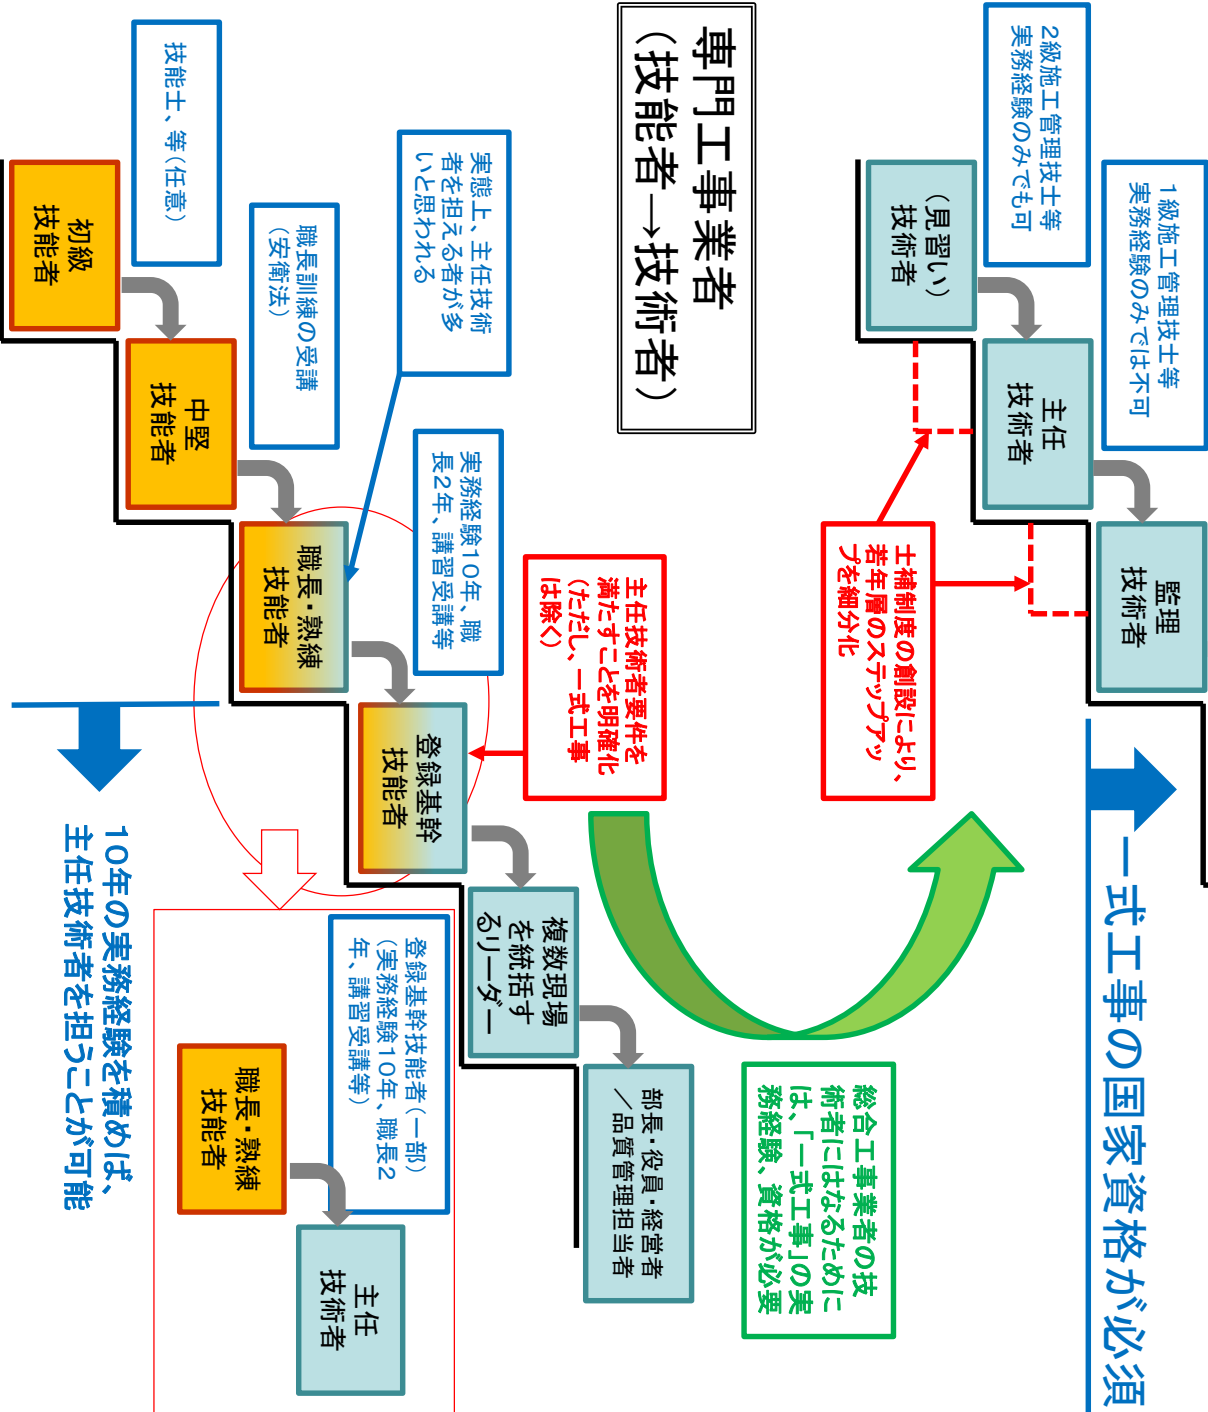 2級施工管理技士等
実務経験のみでも可
1級施工管理技士等
実務経験のみでは不可
(見習い)
技術者
主任
技術者
監理
技術者
一式工事の国家資格が必須
士補制度の創設により、
若年層のステップアッ
プを細分化
専門工事業者
(技能者→技術者)
総合工事業者の技
術者にはなるために
は、「一式工事」の実
務経験、資格が必要
主任技術者要件を
満たすことを明確化
(ただし、一式工事
は除く)
実態上、主任技術
者を担える者が多
いと思われる
実務経験10年、職
長2年、講習受講等
職長訓練の受講
(安衛法)
技能士、等(任意)
初級
技能者
中堅
技能者
職長・熟練
技能者
登録基幹
技能者
複数現場
を統括す
るリーダー
部長・役員・経営者
/品質管理担当者
10年の実務経験を積めば、
主任技術者を担うことが可能
登録基幹技能者(一部)
(実務経験10年、職長2
年、講習受講等)
職長・熟練
技能者
主任
技術者